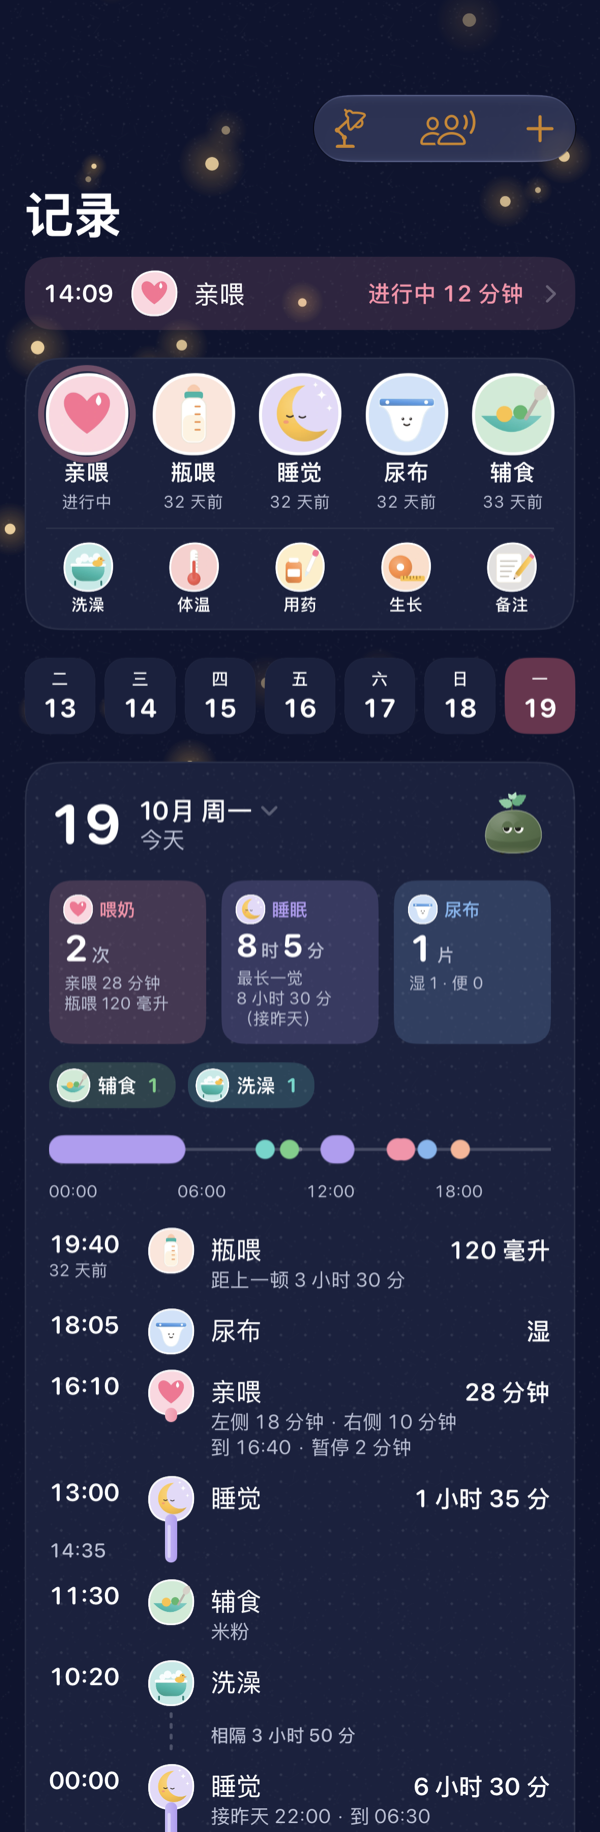 记录
14:09 亲喂 进行中 12 分钟
亲喂 瓶喂 睡觉 尿布 辅食
进行中 32 天前 32 天前 32 天前 33 天前
洗澡 体温 用药 生长 备注
二 三 四 五 六 日 一
13 14 15 16 17 18 19
19 10月 周一
今天
喂奶 睡眠 尿布
2 次 8 时 5 分 1 片
亲喂 28 分钟
瓶喂 120 毫升
最长一觉
8 小时 30 分
（接昨天）
湿 1 · 便 0
辅食 1 洗澡 1
00:00 06:00 12:00 18:00
19:40 瓶喂 120 毫升
32 天前 距上一顿 3 小时 30 分
18:05 尿布 湿
16:10 亲喂 28 分钟
左侧 18 分钟 · 右侧 10 分钟
到 16:40 · 暂停 2 分钟
13:00 睡觉 1 小时 35 分
14:35
11:30 辅食
米粉
10:20 洗澡
相隔 3 小时 50 分
00:00 睡觉 6 小时 30 分
接昨天 22:00 · 到 06:30